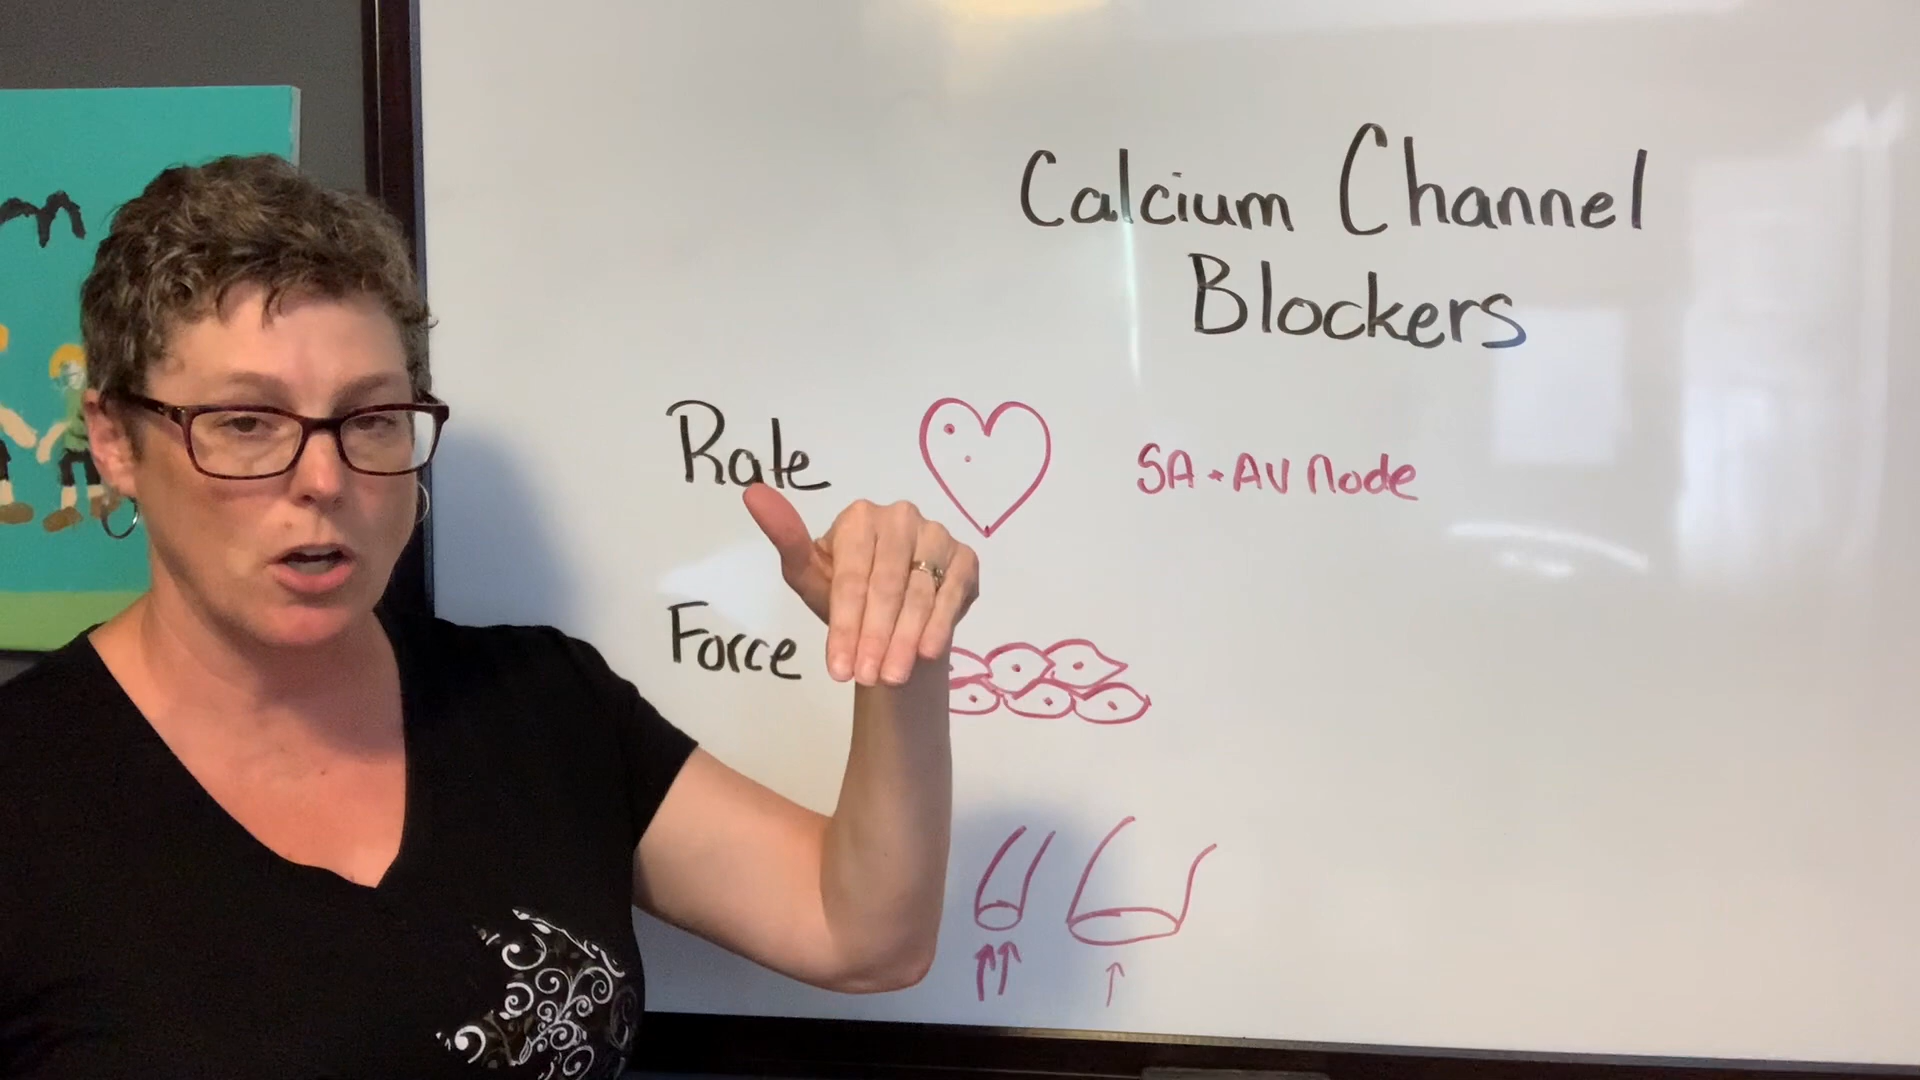 Calcium Channel
Blockers
Rate
SA + AV Node
Force